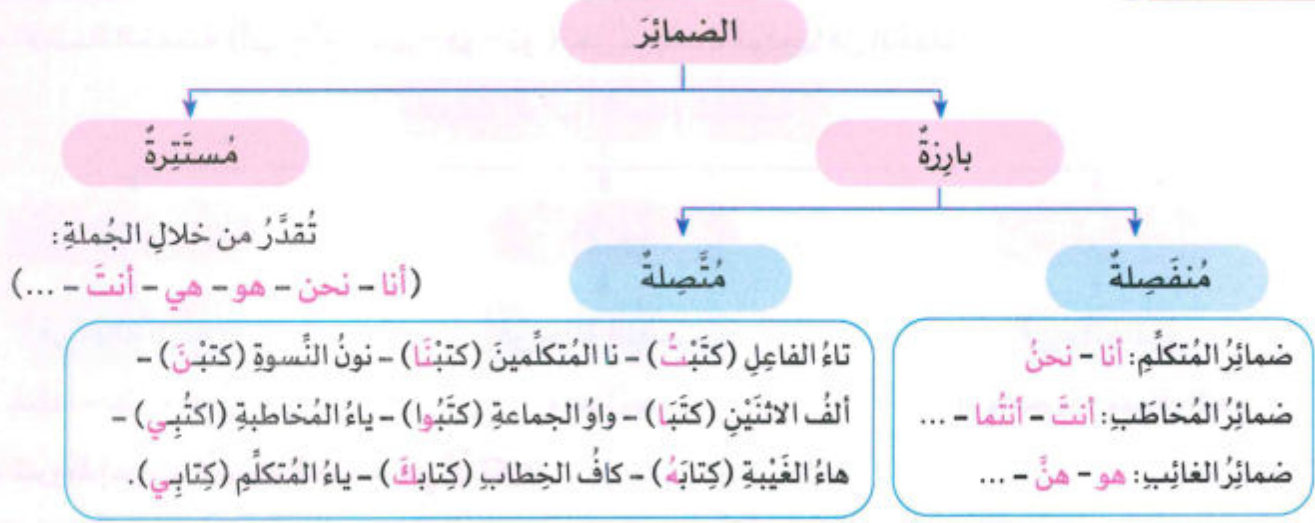 الضمائِرَ
بارِزةٌ
مُستَتِرةٌ
مُنفَصِلةٌ
ضمائِرُ المُتكلِّمِ: أنا – نحنُ
ضمائِرُ المُخاطَبِ: أنتَ – أنتُما – ...
ضمائِرُ الغائِبِ: هو – هنَّ – ...
مُتَّصِلةٌ
تاءُ الفاعِلِ (كتَبْتُ) – نا المُتكلِّمينَ (كتبْنَا) – نونُ النِّسوةِ (كتبْنَ) –
ألفُ الاثنَيْنِ (كتَبَا) – واوُ الجماعةِ (كتَبُوا) – ياءُ المُخاطبةِ (اكتُبِي) –
هاءُ الغَيْبةِ (كِتابَهُ) – كافُ الخِطابِ (كِتابكَ) – ياءُ المُتكلِّمِ (كِتابِي).
تُقدَّرُ من خلالِ الجُملةِ:
(أنا – نحن – هو – هي – أنتَ – ...)